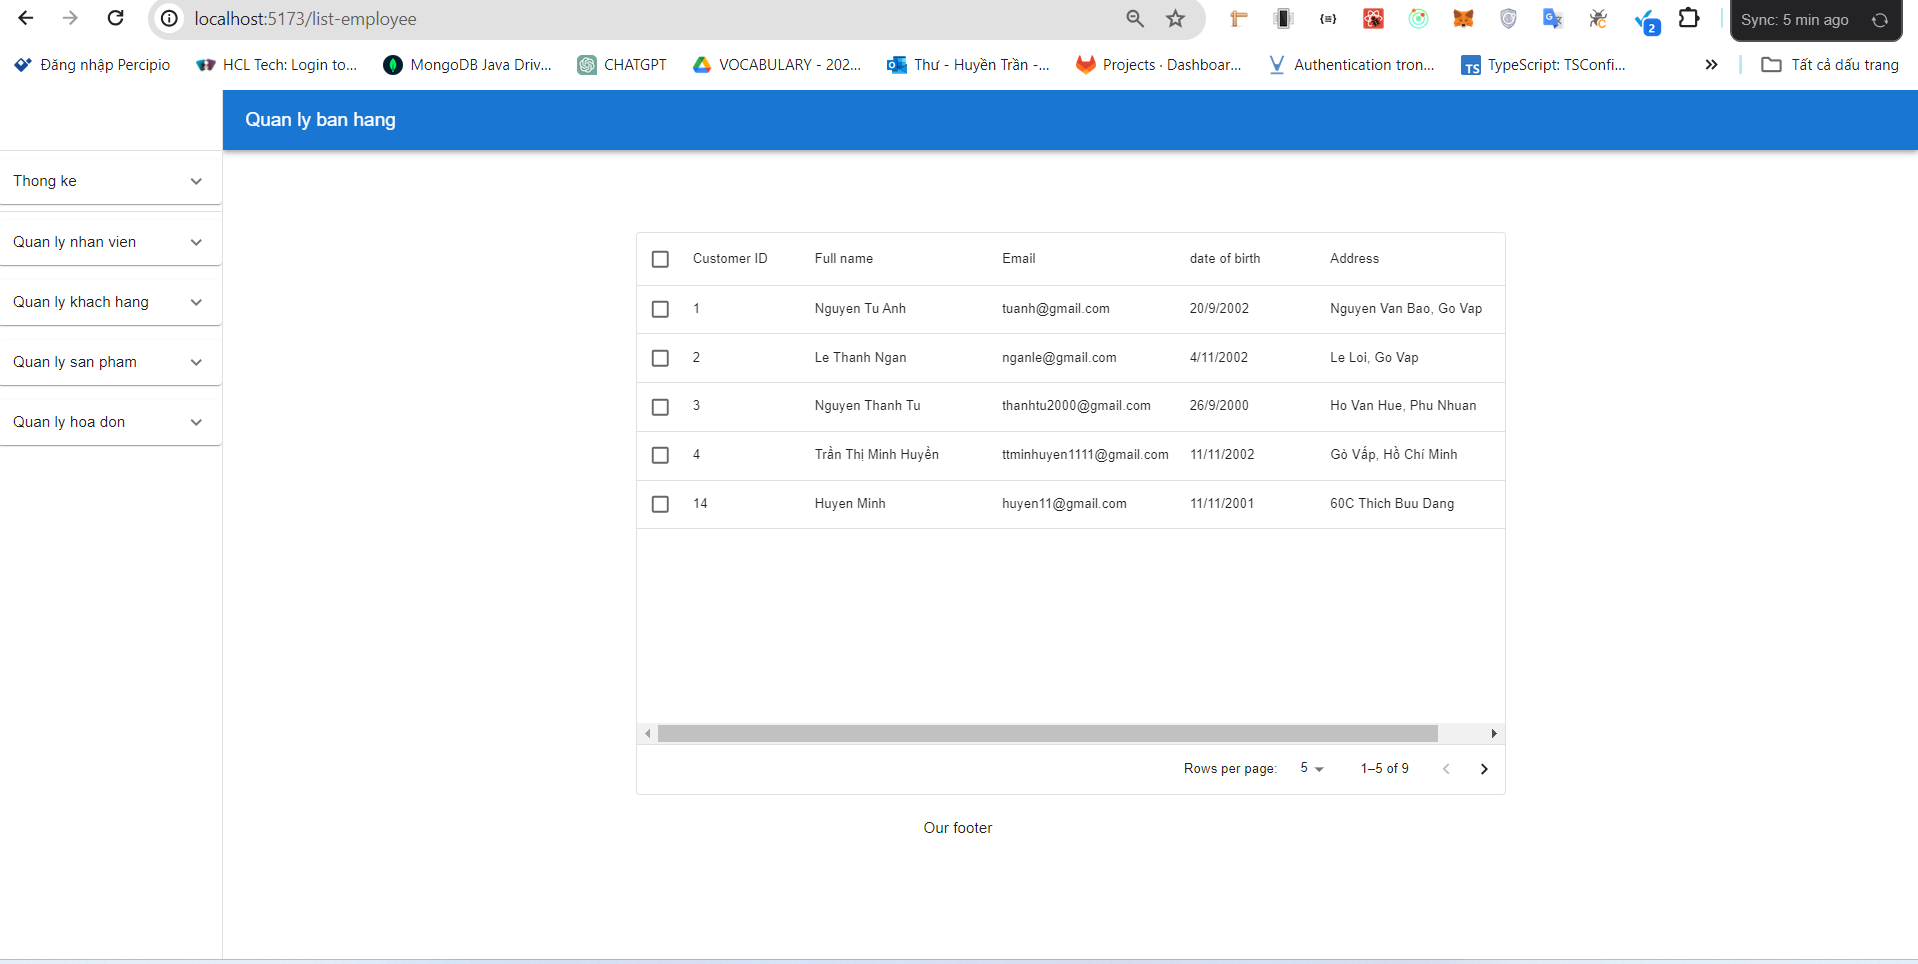 localhost:5173/list-employee
2
Sync: 5 min ago
Đăng nhập Percipio
HCL Tech: Login to...
MongoDB Java Driv...
CHATGPT
VOCABULARY - 202...
Thư - Huyền Trần -...
Projects · Dashboar...
Authentication tron...
TypeScript: TSConfi...
Tất cả dấu trang
Quan ly ban hang
Thong ke
Quan ly nhan vien
Quan ly khach hang
Quan ly san pham
Quan ly hoa don
Customer ID Full name Email date of birth Address
1 Nguyen Tu Anh tuanh@gmail.com 20/9/2002 Nguyen Van Bao, Go Vap
2 Le Thanh Ngan nganle@gmail.com 4/11/2002 Le Loi, Go Vap
3 Nguyen Thanh Tu thanhtu2000@gmail.com 26/9/2000 Ho Van Hue, Phu Nhuan
4 Trần Thị Minh Huyền ttminhuyen1111@gmail.com 11/11/2002 Gò Vấp, Hồ Chí Minh
14 Huyen Minh huyen11@gmail.com 11/11/2001 60C Thich Buu Dang
Rows per page: 5 1–5 of 9
Our footer